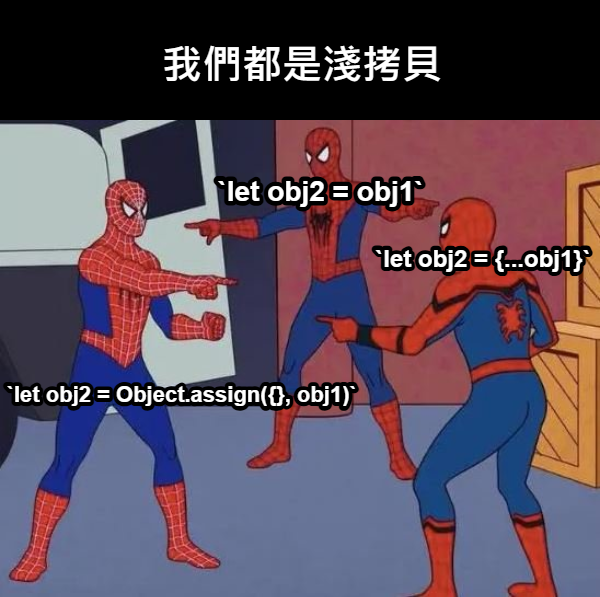 我們都是淺拷貝
`let obj2 = obj1`
`let obj2 = {...obj1}`
`let obj2 = Object.assign({}, obj1)`